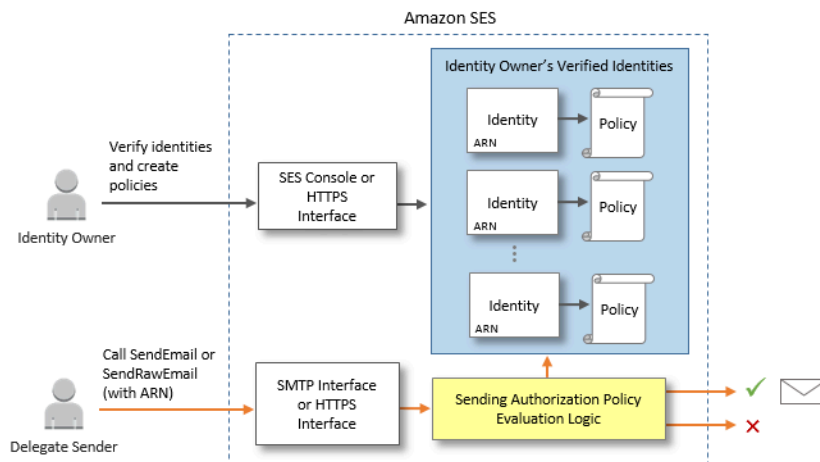 Amazon SES
Identity Owner's Verified Identities
Identity
ARN
Policy
Verify identities
and create
policies
SES Console or
HTTPS
Interface
Identity
ARN
Policy
Identity Owner
Identity
ARN
Policy
Call SendEmail or
SendRawEmail
(with ARN)
SMTP Interface
or HTTPS
Interface
Sending Authorization Policy
Evaluation Logic
Delegate Sender